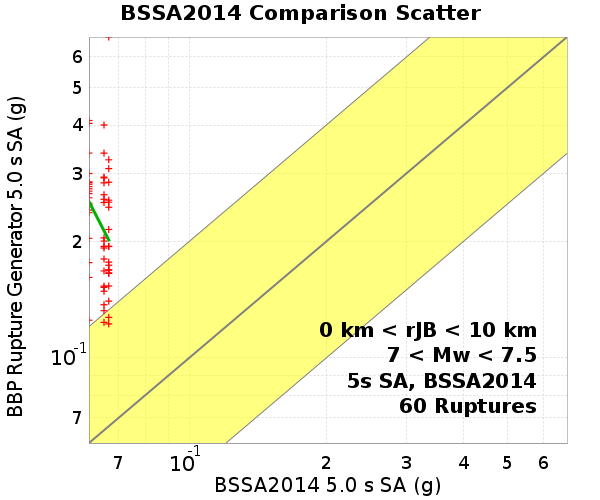 BSSA2014 Comparison Scatter
BBP Rupture Generator 5.0 s SA (g)
6
5
4
3
2
10-1
7
0 km < rJB < 10 km
7 < Mw < 7.5
5s SA, BSSA2014
60 Ruptures
7 10-1 2 3 4 5 6
BSSA2014 5.0 s SA (g)